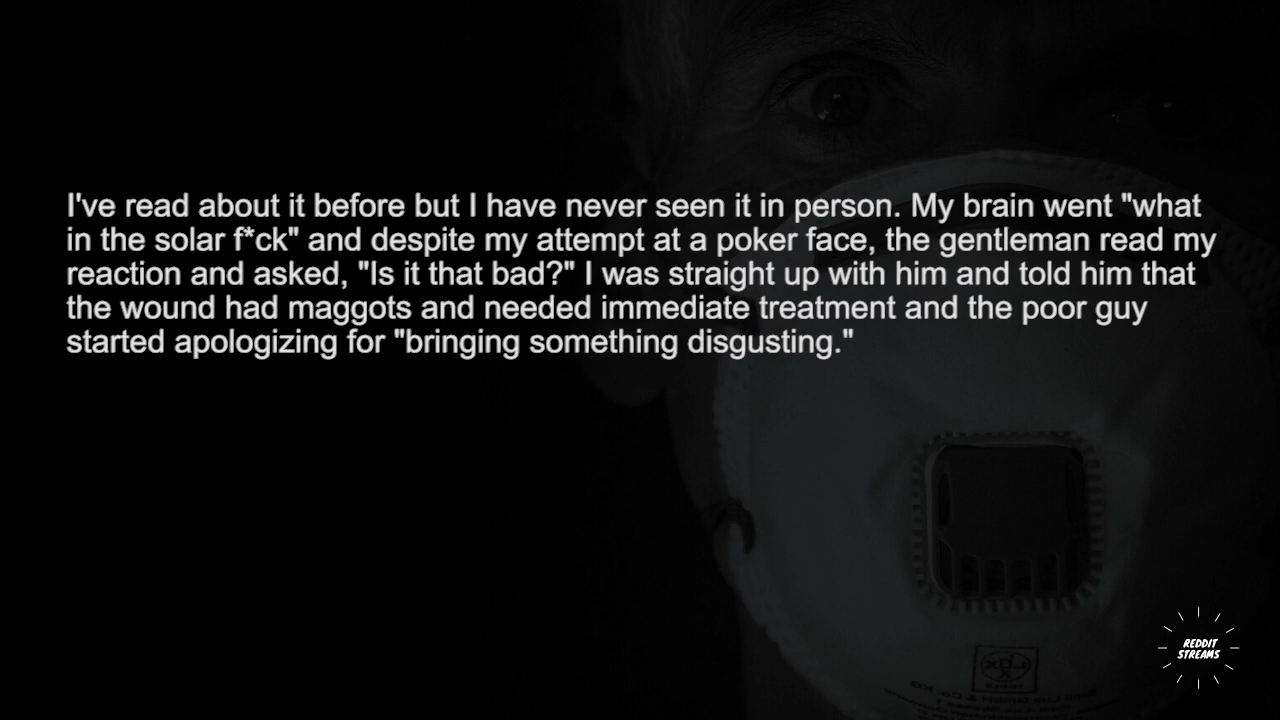 I've read about it before but I have never seen it in person. My brain went "what
in the solar f*ck" and despite my attempt at a poker face, the gentleman read my
reaction and asked, "Is it that bad?" I was straight up with him and told him that
the wound had maggots and needed immediate treatment and the poor guy
started apologizing for "bringing something disgusting."
REDDIT
STREAMS